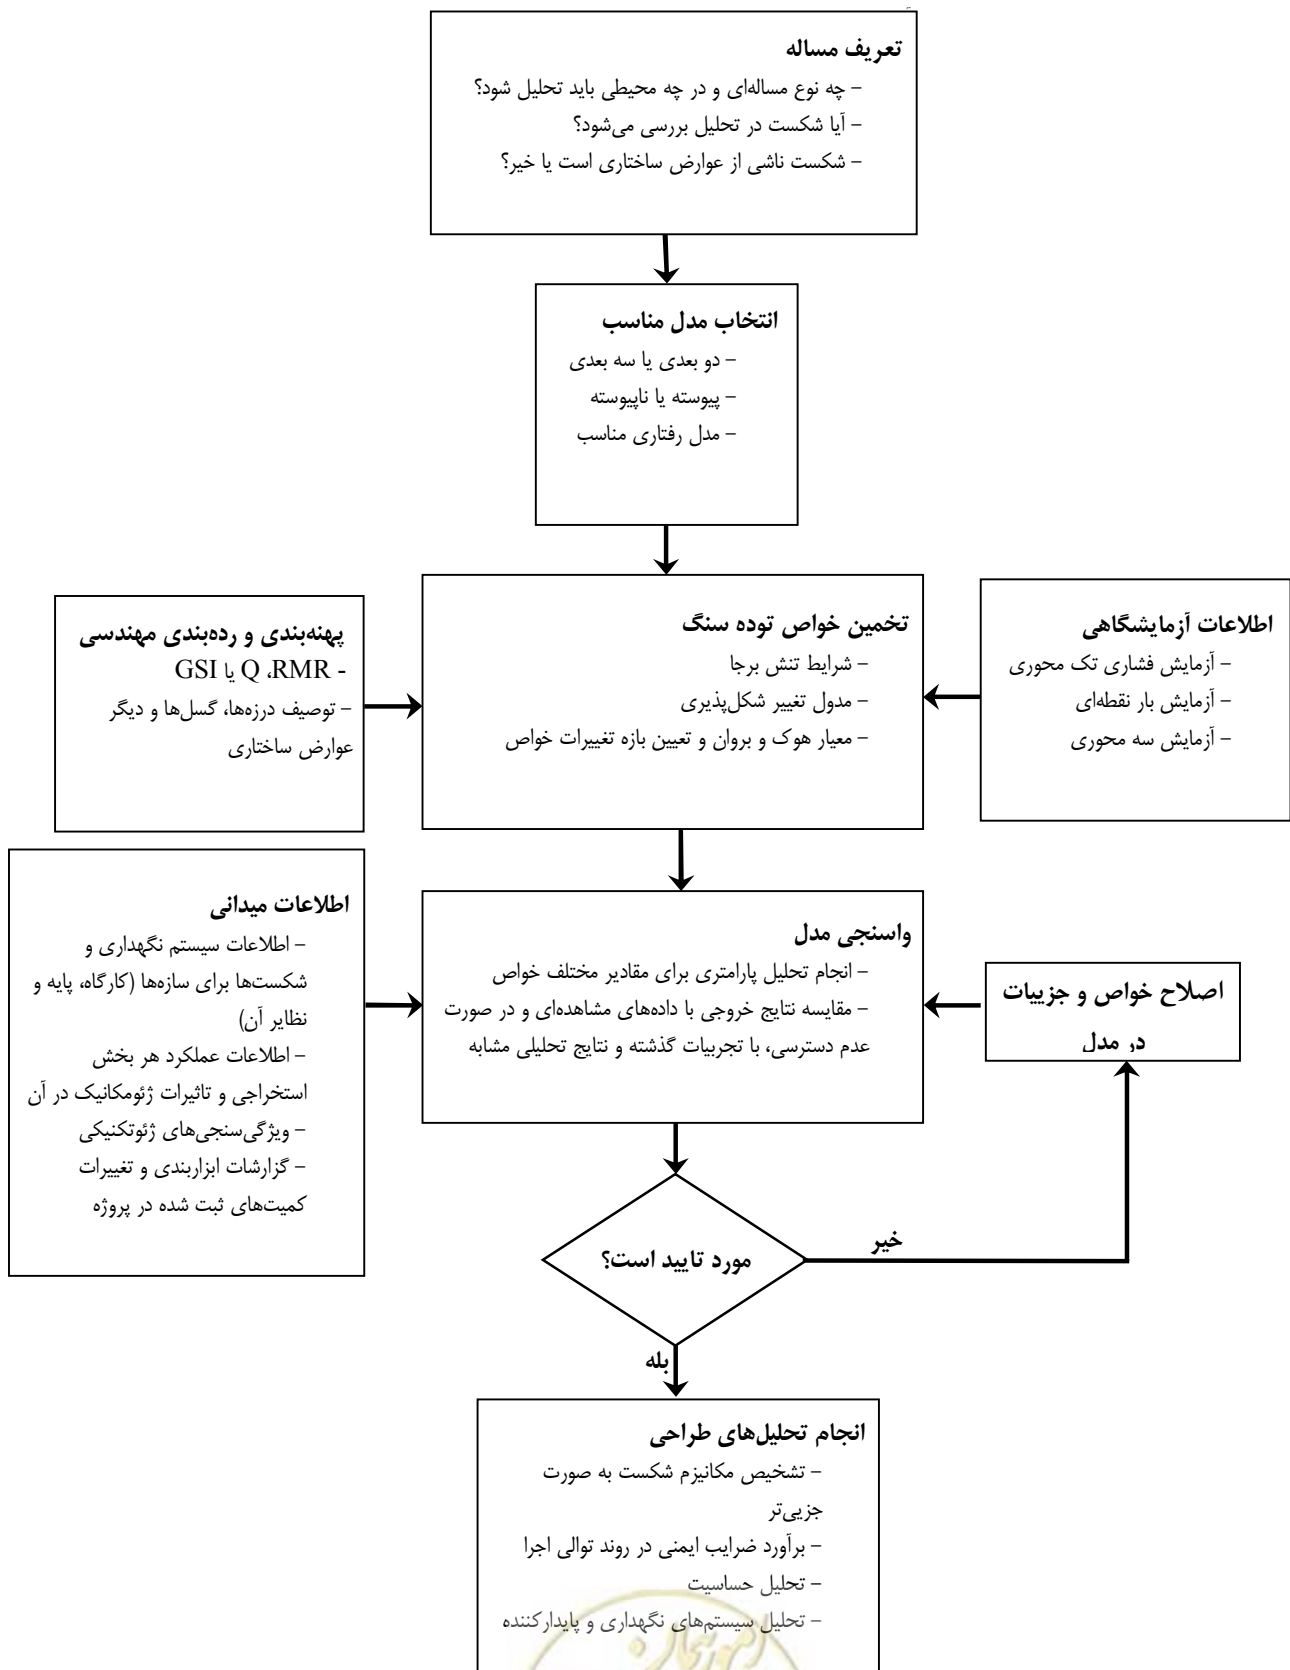 تعریف مساله
– چه نوع مساله‌ای و در چه محیطی باید تحلیل شود؟
– آیا شکست در تحلیل بررسی می‌شود؟
– شکست ناشی از عوارض ساختاری است یا خیر؟
انتخاب مدل مناسب
– دو بعدی یا سه بعدی
– پیوسته یا ناپیوسته
– مدل رفتاری مناسب
اطلاعات آزمایشگاهی
– آزمایش فشاری تک محوری
– آزمایش بار نقطه‌ای
– آزمایش سه محوری
تخمین خواص توده سنگ
– شرایط تنش برجا
– مدول تغییر شکل‌پذیری
– معیار هوک و بروان و تعیین بازه تغییرات خواص
پهنه‌بندی و رده‌بندی مهندسی
- RMR، Q یا GSI
– توصیف درزه‌ها، گسل‌ها و دیگر
عوارض ساختاری
اصلاح خواص و جزییات
در مدل
واسنجی مدل
– انجام تحلیل پارامتری برای مقادیر مختلف خواص
– مقایسه نتایج خروجی با داده‌های مشاهده‌ای و در صورت
عدم دسترسی، با تجربیات گذشته و نتایج تحلیلی مشابه
اطلاعات میدانی
– اطلاعات سیستم نگهداری و
شکست‌ها برای سازه‌ها (کارگاه، پایه و
نظایر آن)
– اطلاعات عملکرد هر بخش
استخراجی و تاثیرات ژئومکانیک در آن
– ویژگی‌سنجی‌های ژئوتکنیکی
– گزارشات ابزاربندی و تغییرات
کمیت‌های ثبت شده در پروژه
خیر
مورد تایید است؟
بله
انجام تحلیل‌های طراحی
– تشخیص مکانیزم شکست به صورت
جزیی‌تر
– برآورد ضرایب ایمنی در روند توالی اجرا
– تحلیل حساسیت
– تحلیل سیستم‌های نگهداری و پایدارکننده